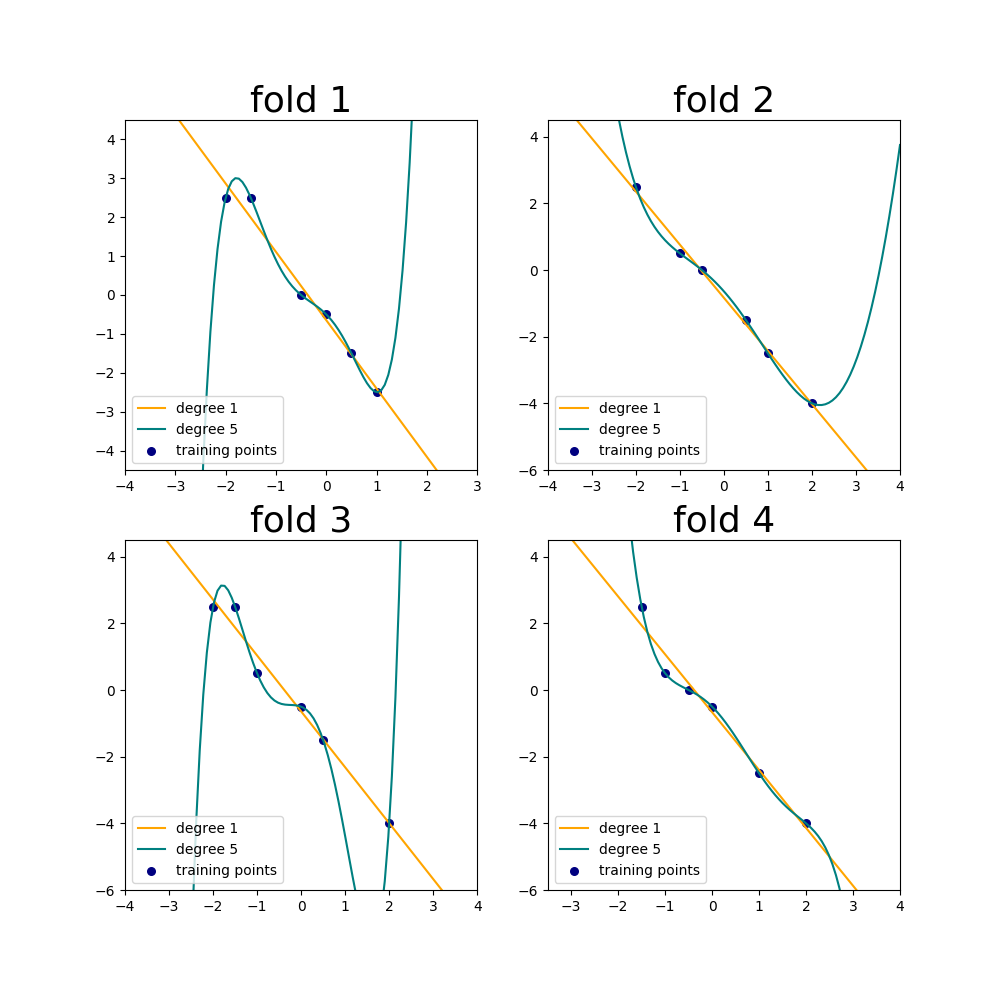 fold 1
4
3
2
1
0
−1
−2
−3
−4
degree 1
degree 5
training points
−4 −3 −2 −1 0 1 2 3
fold 2
4
2
0
−2
−4
−6
degree 1
degree 5
training points
−4 −3 −2 −1 0 1 2 3 4
fold 3
4
2
0
−2
−4
−6
degree 1
degree 5
training points
−4 −3 −2 −1 0 1 2 3 4
fold 4
4
2
0
−2
−4
−6
degree 1
degree 5
training points
−3 −2 −1 0 1 2 3 4